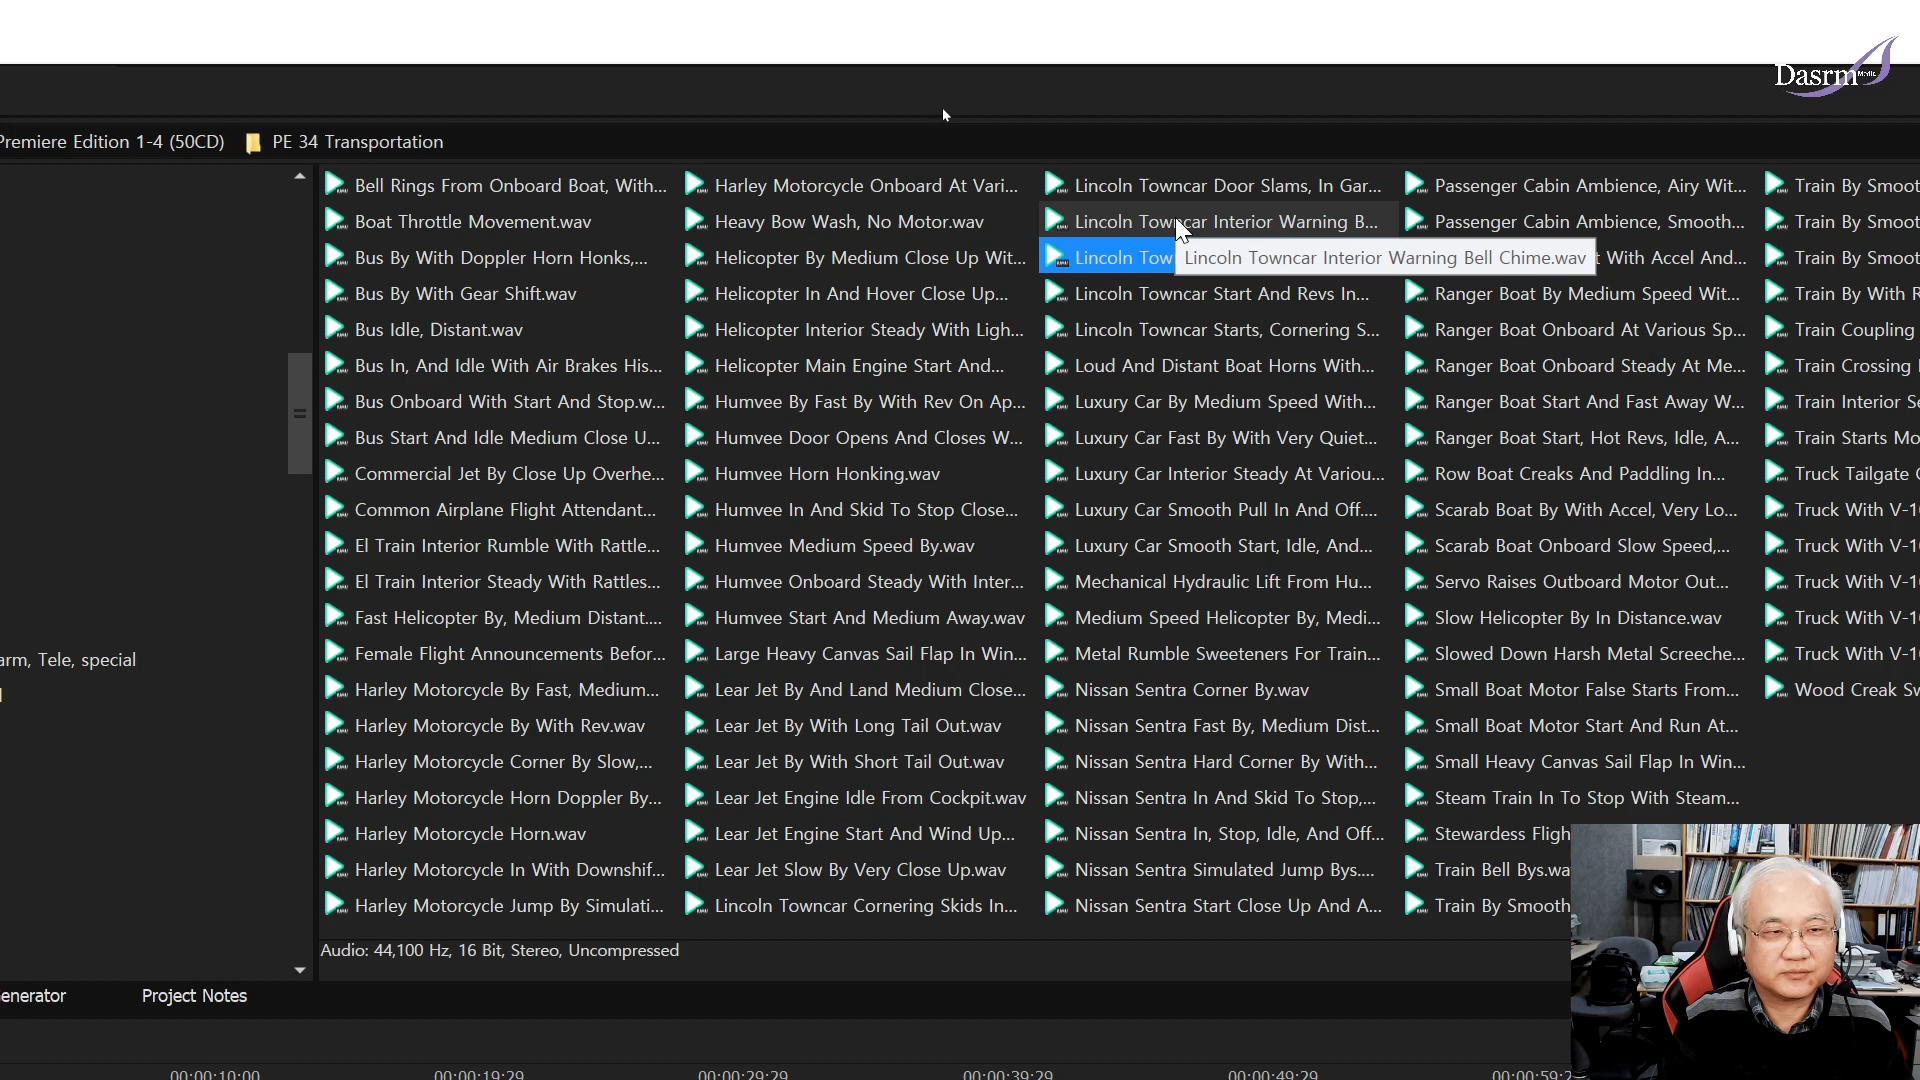 Dasrm Media
Premiere Edition 1-4 (50CD) PE 34 Transportation
Bell Rings From Onboard Boat, With...
Boat Throttle Movement.wav
Bus By With Doppler Horn Honks,...
Bus By With Gear Shift.wav
Bus Idle, Distant.wav
Bus In, And Idle With Air Brakes His...
Bus Onboard With Start And Stop.w...
Bus Start And Idle Medium Close U...
Commercial Jet By Close Up Overhe...
Common Airplane Flight Attendant...
El Train Interior Rumble With Rattle...
El Train Interior Steady With Rattles...
Fast Helicopter By, Medium Distant....
Female Flight Announcements Befor...
Harley Motorcycle By Fast, Medium...
Harley Motorcycle By With Rev.wav
Harley Motorcycle Corner By Slow,...
Harley Motorcycle Horn Doppler By...
Harley Motorcycle Horn.wav
Harley Motorcycle In With Downshif...
Harley Motorcycle Jump By Simulati...
Harley Motorcycle Onboard At Vari...
Heavy Bow Wash, No Motor.wav
Helicopter By Medium Close Up Wit...
Helicopter In And Hover Close Up...
Helicopter Interior Steady With Ligh...
Helicopter Main Engine Start And...
Humvee By Fast By With Rev On Ap...
Humvee Door Opens And Closes W...
Humvee Horn Honking.wav
Humvee In And Skid To Stop Close...
Humvee Medium Speed By.wav
Humvee Onboard Steady With Inter...
Humvee Start And Medium Away.wav
Large Heavy Canvas Sail Flap In Win...
Lear Jet By And Land Medium Close...
Lear Jet By With Long Tail Out.wav
Lear Jet By With Short Tail Out.wav
Lear Jet Engine Idle From Cockpit.wav
Lear Jet Engine Start And Wind Up...
Lear Jet Slow By Very Close Up.wav
Lincoln Towncar Cornering Skids In...
Lincoln Towncar Door Slams, In Gar...
Lincoln Towncar Interior Warning B...
Lincoln Tow
Lincoln Towncar Interior Warning Bell Chime.wav
Lincoln Towncar Start And Revs In...
Lincoln Towncar Starts, Cornering S...
Loud And Distant Boat Horns With...
Luxury Car By Medium Speed With...
Luxury Car Fast By With Very Quiet...
Luxury Car Interior Steady At Variou...
Luxury Car Smooth Pull In And Off....
Luxury Car Smooth Start, Idle, And...
Mechanical Hydraulic Lift From Hu...
Medium Speed Helicopter By, Medi...
Metal Rumble Sweeteners For Train...
Nissan Sentra Corner By.wav
Nissan Sentra Fast By, Medium Dist...
Nissan Sentra Hard Corner By With...
Nissan Sentra In And Skid To Stop,...
Nissan Sentra In, Stop, Idle, And Off...
Nissan Sentra Simulated Jump Bys....
Nissan Sentra Start Close Up And A...
Passenger Cabin Ambience, Airy Wit...
Passenger Cabin Ambience, Smooth...
t With Accel And...
Ranger Boat By Medium Speed Wit...
Ranger Boat Onboard At Various Sp...
Ranger Boat Onboard Steady At Me...
Ranger Boat Start And Fast Away W...
Ranger Boat Start, Hot Revs, Idle, A...
Row Boat Creaks And Paddling In...
Scarab Boat By With Accel, Very Lo...
Scarab Boat Onboard Slow Speed,...
Servo Raises Outboard Motor Out...
Slow Helicopter By In Distance.wav
Slowed Down Harsh Metal Screeche...
Small Boat Motor False Starts From...
Small Boat Motor Start And Run At...
Small Heavy Canvas Sail Flap In Win...
Steam Train In To Stop With Steam...
Stewardess Fligh
Train Bell Bys.wa
Train By Smooth
Train By Smoot
Train By Smoot
Train By Smoo
Train By With R
Train Coupling
Train Crossing
Train Interior Se
Train Starts Mo
Truck Tailgate
Truck With V-1
Truck With V-1
Truck With V-1
Truck With V-1
Truck With V-1
Wood Creak Sw
arm, Tele, special
Audio: 44,100 Hz, 16 Bit, Stereo, Uncompressed
enerator Project Notes
00:00:10:00 00:00:19:29 00:00:29:29 00:00:39:29 00:00:49:29 00:00:59:2